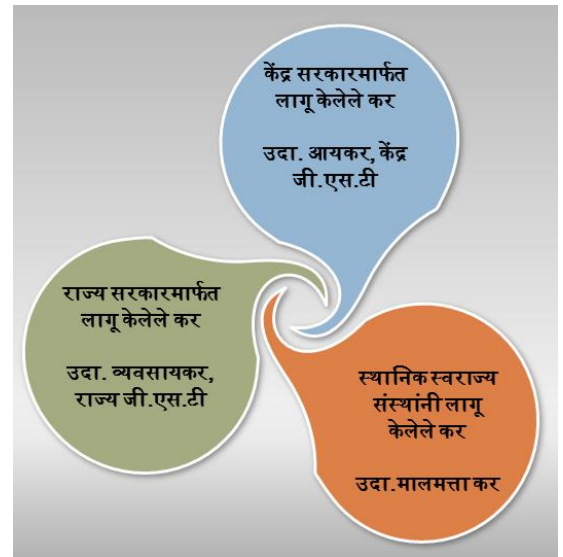 केंद्र सरकारमार्फत
लागू केलेले कर
उदा. आयकर, केंद्र
जी.एस.टी
राज्य सरकारमार्फत
लागू केलेले कर
उदा. व्यवसायकर,
राज्य जी.एस.टी
स्थानिक स्वराज्य
संस्थांनी लागू
केलेले कर
उदा.मालमत्ता कर